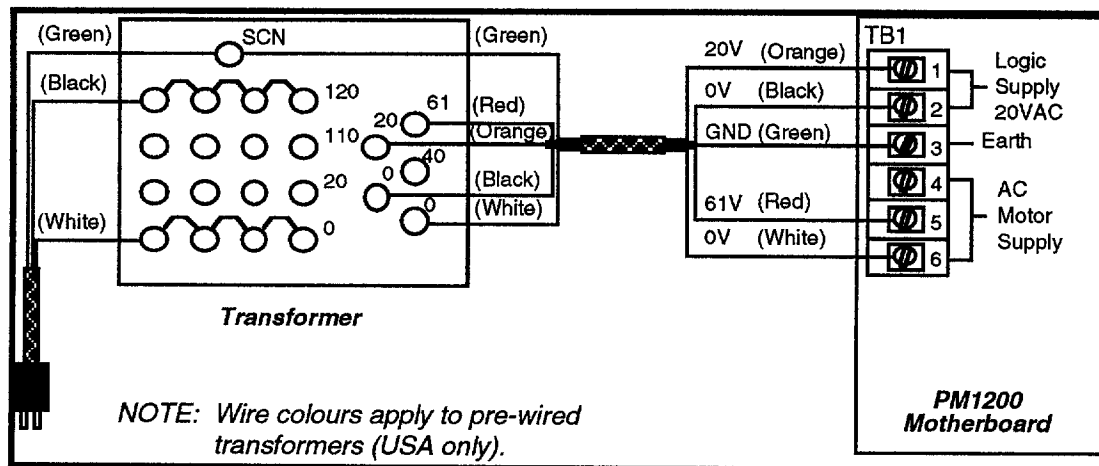 (Green)
SCN
(Green)
(Black)
120
61
(Red)
20
(Orange)
110
40
0
(Black)
20
0
(White)
(White)
0
Transformer
20V (Orange)
0V (Black)
GND (Green)
61V (Red)
0V (White)
TB1
1
2
3
4
5
6
Logic
Supply
20VAC
Earth
AC
Motor
Supply
NOTE: Wire colours apply to pre-wired
transformers (USA only).
PM1200
Motherboard